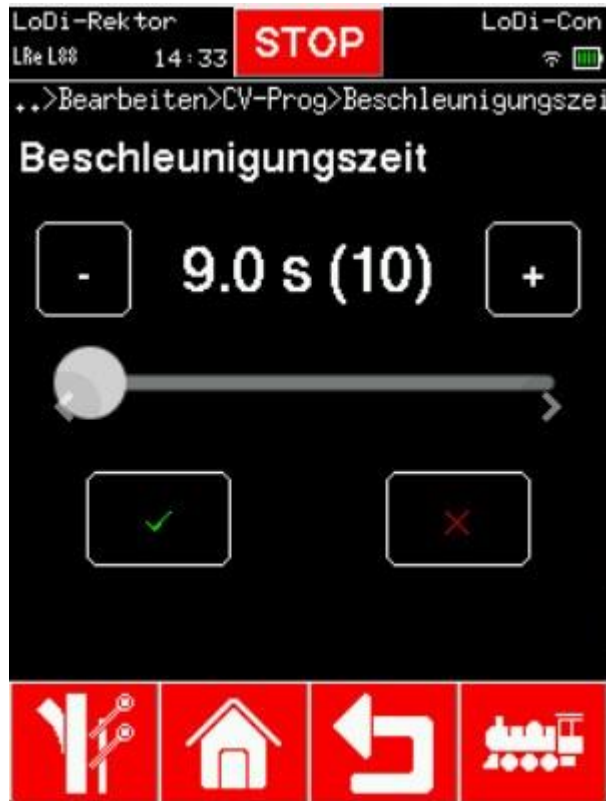 LoDi-Rektor
STOP
LoDi-Con
LRe L88
14:33
..>Bearbeiten>CV-Prog>Beschleunigungszei
Beschleunigungszeit
-
9.0 s (10)
+